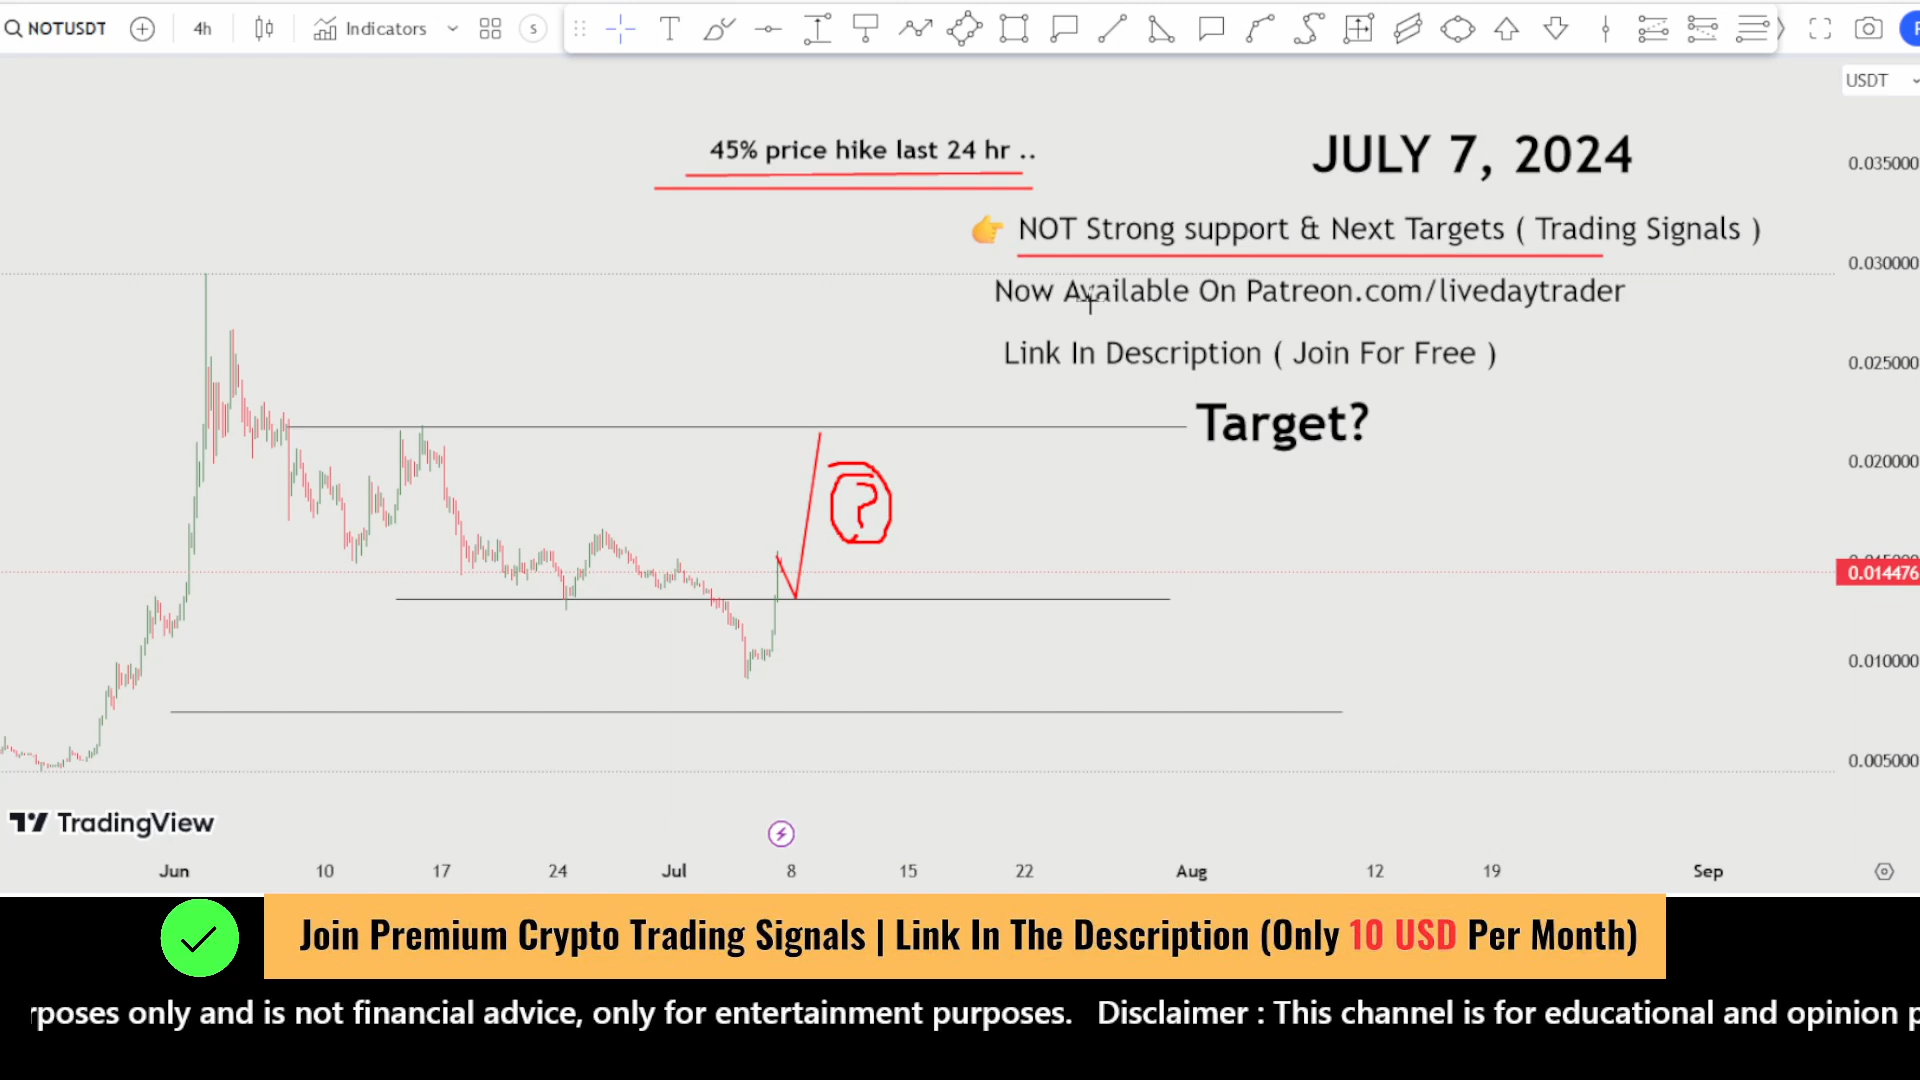 NOTUSDT 4h Indicators S
USDT
45% price hike last 24 hr ..
JULY 7, 2024
0.035000
👉 NOT Strong support & Next Targets ( Trading Signals )
0.030000
Now Available On Patreon.com/livedaytrader
Link In Description ( Join For Free )
0.025000
Target?
0.020000
?
0.014476
0.010000
0.005000
TradingView
Jun 10 17 24 Jul 8 15 22 Aug 12 19 Sep
Join Premium Crypto Trading Signals | Link In The Description (Only 10 USD Per Month)
rposes only and is not financial advice, only for entertainment purposes. Disclaimer : This channel is for educational and opinion p